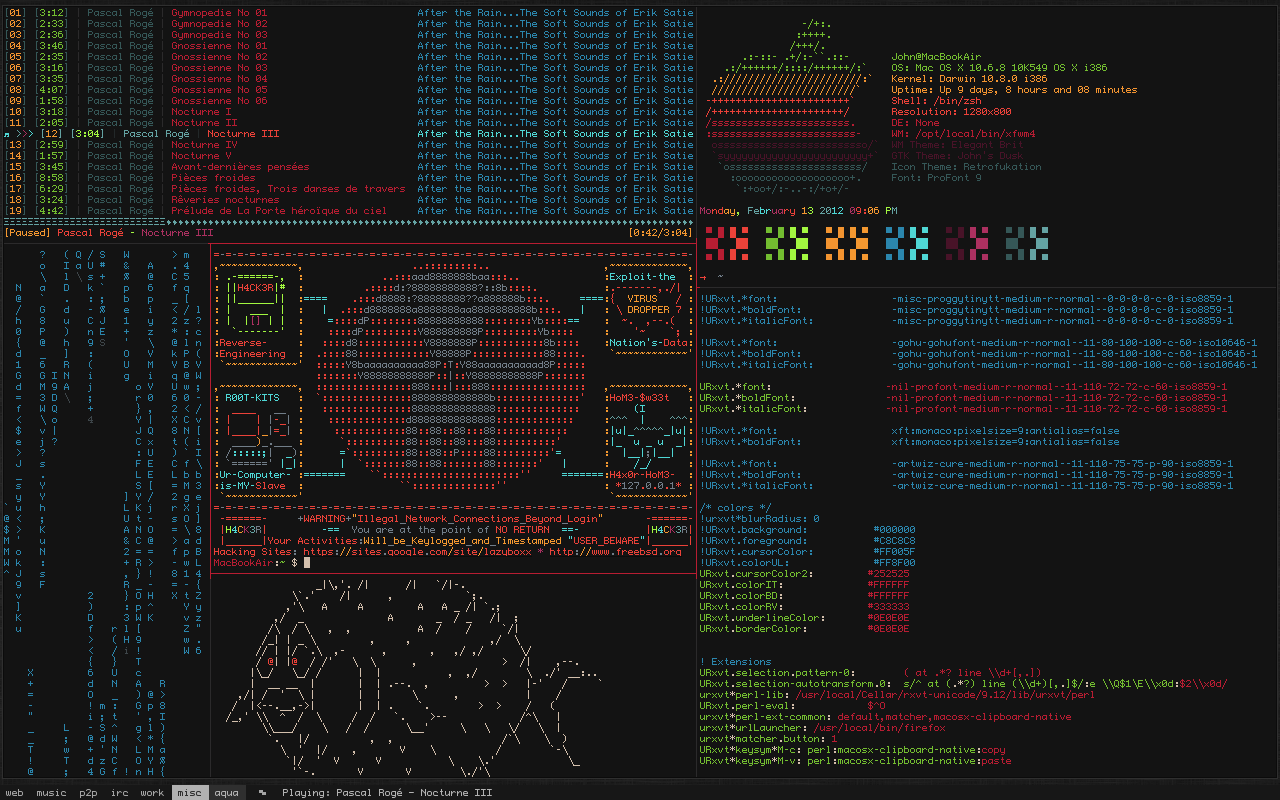 [01] [3:12] | Pascal Rogé | Gymnopedie No 01 After the Rain...The Soft Sounds of Erik Satie
[02] [2:33] | Pascal Rogé | Gymnopedie No 02 After the Rain...The Soft Sounds of Erik Satie
[03] [2:36] | Pascal Rogé | Gymnopedie No 03 After the Rain...The Soft Sounds of Erik Satie
[04] [3:46] | Pascal Rogé | Gnossienne No 01 After the Rain...The Soft Sounds of Erik Satie
[05] [2:35] | Pascal Rogé | Gnossienne No 02 After the Rain...The Soft Sounds of Erik Satie
[06] [3:16] | Pascal Rogé | Gnossienne No 03 After the Rain...The Soft Sounds of Erik Satie
[07] [3:35] | Pascal Rogé | Gnossienne No 04 After the Rain...The Soft Sounds of Erik Satie
[08] [4:07] | Pascal Rogé | Gnossienne No 05 After the Rain...The Soft Sounds of Erik Satie
[09] [1:58] | Pascal Rogé | Gnossienne No 06 After the Rain...The Soft Sounds of Erik Satie
[10] [3:18] | Pascal Rogé | Nocturne I After the Rain...The Soft Sounds of Erik Satie
[11] [2:05] | Pascal Rogé | Nocturne II After the Rain...The Soft Sounds of Erik Satie
>>> [12] [3:04] | Pascal Rogé | Nocturne III After the Rain...The Soft Sounds of Erik Satie
[13] [2:59] | Pascal Rogé | Nocturne IV After the Rain...The Soft Sounds of Erik Satie
[14] [1:57] | Pascal Rogé | Nocturne V After the Rain...The Soft Sounds of Erik Satie
[15] [3:45] | Pascal Rogé | Avant-dernières pensées After the Rain...The Soft Sounds of Erik Satie
[16] [8:58] | Pascal Rogé | Pièces froides After the Rain...The Soft Sounds of Erik Satie
[17] [6:29] | Pascal Rogé | Pièces froides, Trois danses de travers After the Rain...The Soft Sounds of Erik Satie
[18] [3:24] | Pascal Rogé | Rêveries nocturnes After the Rain...The Soft Sounds of Erik Satie
[19] [4:42] | Pascal Rogé | Prélude de La Porte héroïque du ciel After the Rain...The Soft Sounds of Erik Satie
[Paused] Pascal Rogé - Nocturne III [0:42/3:04]
John@MacBookAir
OS: Mac OS X 10.6.8 10K549 OS X i386
Kernel: Darwin 10.8.0 i386
Uptime: Up 9 days, 8 hours and 08 minutes
Shell: /bin/zsh
Resolution: 1280x800
DE: None
WM: /opt/local/bin/xfwm4
WM Theme: Elegant Brit
GTK Theme: John's Dusk
Icon Theme: Retrofukation
Font: ProFont 9
Monday, February 13 2012 09:06 PM
→ ~
H4CK3R
Reverse-
Engineering
Exploit-the
VIRUS
DROPPER 7
Nation's-Data
R00T-KITS
Ur-Computer-
is-MY-Slave
HoM3-$w33t
H4x0r-HoM3-
*127.0.0.1*
+WARNING+"Illegal_Network_Connections_Beyond_Login"
|H4CK3R| -== You are at the point of NO RETURN ==- |H4CK3R|
|______|Your Activities:Will_be_Keylogged_and_Timestamped "USER_BEWARE"|______|
Hacking Sites: https://sites.google.com/site/lazyboxx * http://www.freebsd.org
MacBookAir:~ $
!URxvt.*font: -misc-proggytinytt-medium-r-normal--0-0-0-0-c-0-iso8859-1
!URxvt.*boldFont: -misc-proggytinytt-medium-r-normal--0-0-0-0-c-0-iso8859-1
!URxvt.*italicFont: -misc-proggytinytt-medium-r-normal--0-0-0-0-c-0-iso8859-1
!URxvt.*font: -gohu-gohufont-medium-r-normal--11-80-100-100-c-60-iso10646-1
!URxvt.*boldFont: -gohu-gohufont-medium-r-normal--11-80-100-100-c-60-iso10646-1
!URxvt.*italicFont: -gohu-gohufont-medium-r-normal--11-80-100-100-c-60-iso10646-1
URxvt.*font: -nil-profont-medium-r-normal--11-110-72-72-c-60-iso8859-1
URxvt.*boldFont: -nil-profont-medium-r-normal--11-110-72-72-c-60-iso8859-1
URxvt.*italicFont: -nil-profont-medium-r-normal--11-110-72-72-c-60-iso8859-1
!URxvt.*font: xft:monaco:pixelsize=9:antialias=false
!URxvt.*boldFont: xft:monaco:pixelsize=9:antialias=false
!URxvt.*font: -artwiz-cure-medium-r-normal--11-110-75-75-p-90-iso8859-1
!URxvt.*boldFont: -artwiz-cure-medium-r-normal--11-110-75-75-p-90-iso8859-1
!URxvt.*italicFont: -artwiz-cure-medium-r-normal--11-110-75-75-p-90-iso8859-1
/* colors */
!urxvt*blurRadius: 0
!URxvt.background: #000000
!URxvt.foreground: #C8C8C8
!URxvt.cursorColor: #FF005F
!URxvt.colorUL: #FF8F00
URxvt.cursorColor2: #252525
URxvt.colorIT: #FFFFFF
URxvt.colorBD: #FFFFFF
URxvt.colorRV: #333333
URxvt.underlineColor: #0E0E0E
URxvt.borderColor: #0E0E0E
! Extensions
URxvt.selection.pattern-0: ( at .*? line \\d+[,.])
URxvt.selection-autotransform.0: s/^ at (.*?) line (\\d+)[,.]$/:e \\Q$1\E\\x0d:$2\\x0d/
urxvt*perl-lib: /usr/local/Cellar/rxvt-unicode/9.12/lib/urxvt/perl
URxvt.perl-eval: $^O
urxvt*perl-ext-common: default,matcher,macosx-clipboard-native
urxvt*urlLauncher: /usr/local/bin/firefox
urxvt*matcher.button: 1
URxvt*keysym*M-c: perl:macosx-clipboard-native:copy
URxvt*keysym*M-v: perl:macosx-clipboard-native:paste
web music p2p irc work misc aqua Playing: Pascal Rogé - Nocturne III